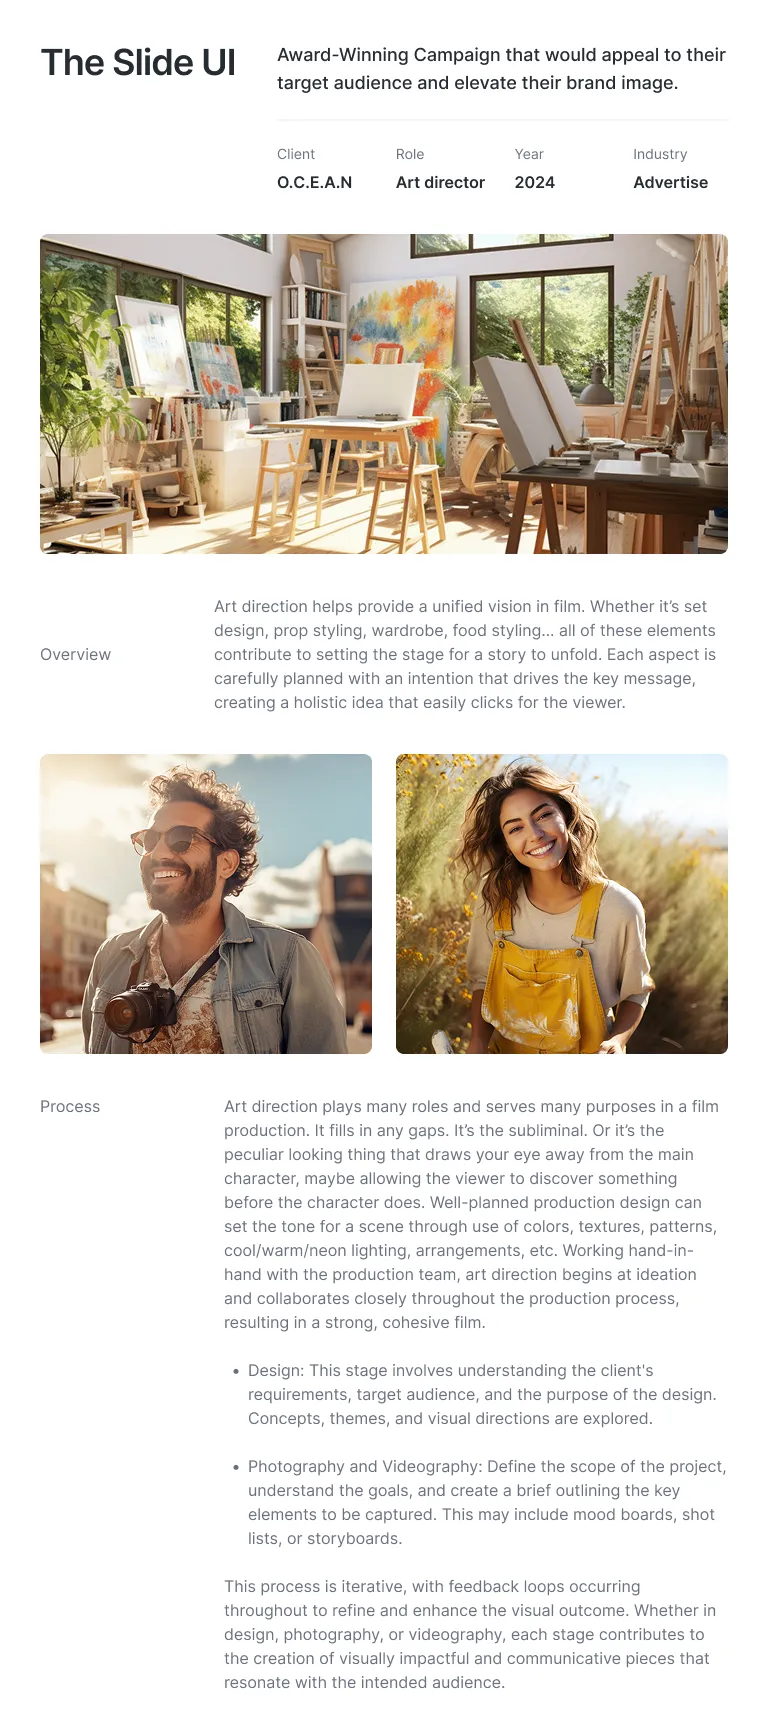 The Slide UI
Award-Winning Campaign that would appeal to their
target audience and elevate their brand image.
Client
O.C.E.A.N
Role
Art director
Year
2024
Industry
Advertise
Overview
Art direction helps provide a unified vision in film. Whether it’s set
design, prop styling, wardrobe, food styling... all of these elements
contribute to setting the stage for a story to unfold. Each aspect is
carefully planned with an intention that drives the key message,
creating a holistic idea that easily clicks for the viewer.
Process
Art direction plays many roles and serves many purposes in a film
production. It fills in any gaps. It’s the subliminal. Or it’s the
peculiar looking thing that draws your eye away from the main
character, maybe allowing the viewer to discover something
before the character does. Well-planned production design can
set the tone for a scene through use of colors, textures, patterns,
cool/warm/neon lighting, arrangements, etc. Working hand-in-
hand with the production team, art direction begins at ideation
and collaborates closely throughout the production process,
resulting in a strong, cohesive film.
• Design: This stage involves understanding the client's
requirements, target audience, and the purpose of the design.
Concepts, themes, and visual directions are explored.
• Photography and Videography: Define the scope of the project,
understand the goals, and create a brief outlining the key
elements to be captured. This may include mood boards, shot
lists, or storyboards.
This process is iterative, with feedback loops occurring
throughout to refine and enhance the visual outcome. Whether in
design, photography, or videography, each stage contributes to
the creation of visually impactful and communicative pieces that
resonate with the intended audience.